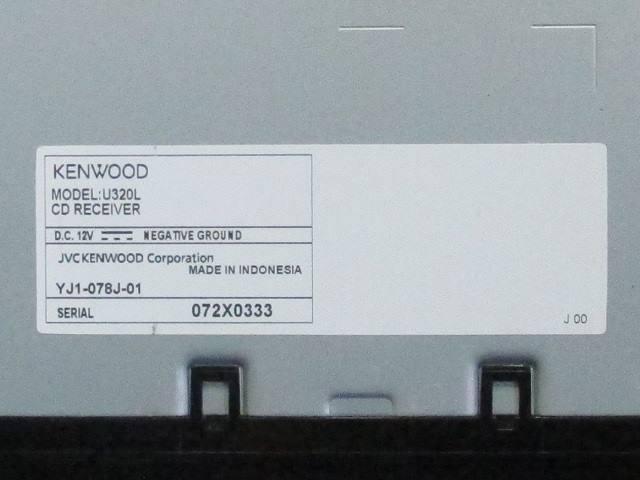 KENWOOD
MODEL:U320L
CD RECEIVER
D.C. 12V NEGATIVE GROUND
JVCKENWOOD Corporation
MADE IN INDONESIA
YJ1-078J-01
SERIAL 072X0333
J 00